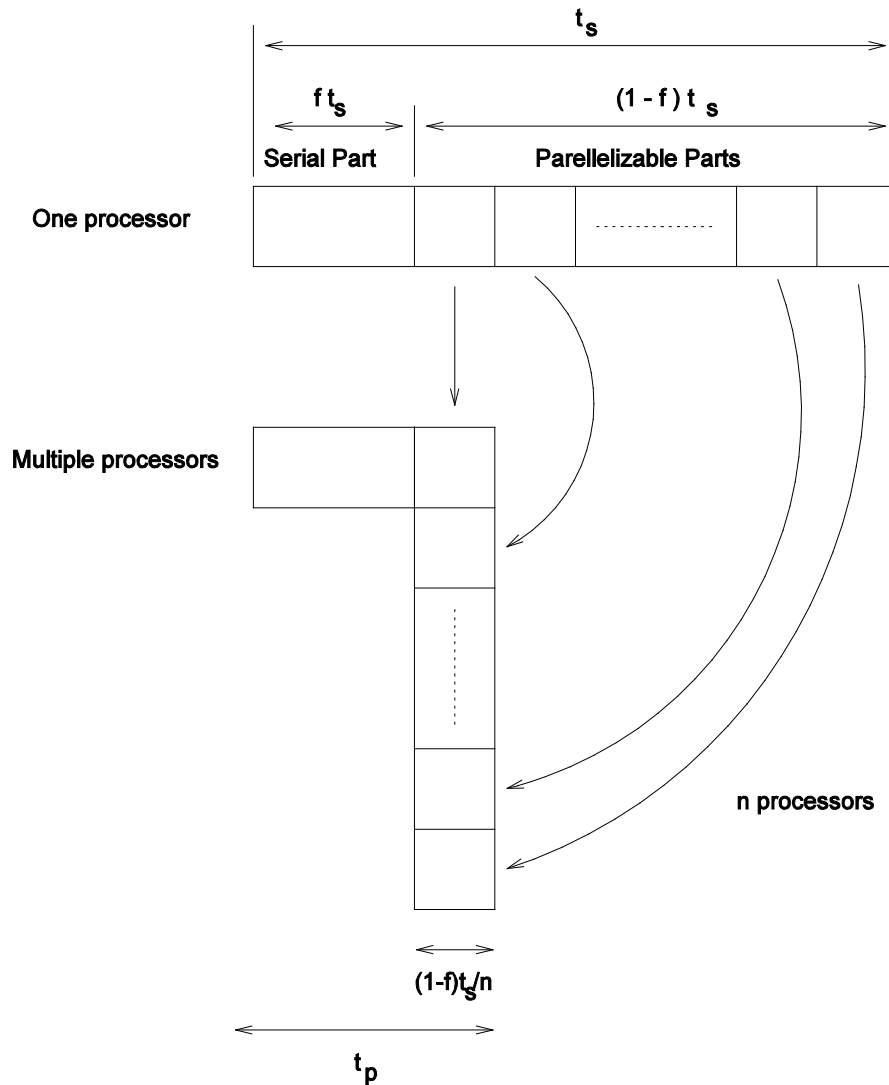 t_s
f t_s
(1 - f) t_s
Serial Part
Parellelizable Parts
One processor
Multiple processors
n processors
(1-f)t_s/n
t_p